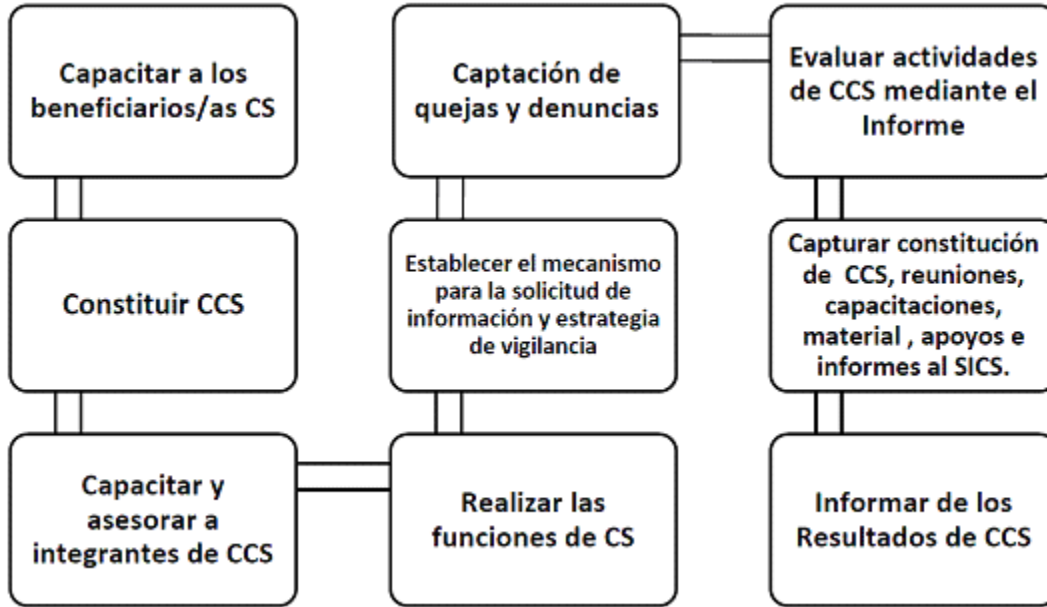 Capacitar a los
beneficiarios/as CS
Constituir CCS
Capacitar y
asesorar a
integrantes de CCS
Realizar las
funciones de CS
Establecer el mecanismo
para la solicitud de
información y estrategia
de vigilancia
Captación de
quejas y denuncias
Evaluar actividades
de CCS mediante el
Informe
Capturar constitución
de CCS, reuniones,
capacitaciones,
material , apoyos e
informes al SICS.
Informar de los
Resultados de CCS